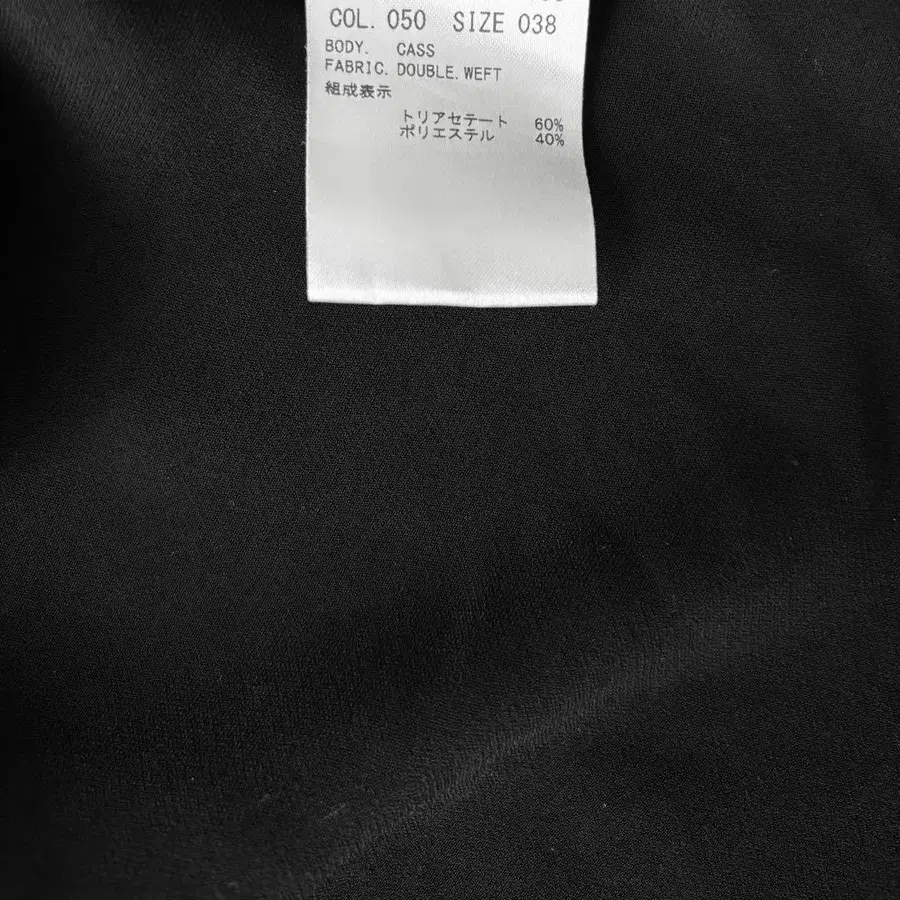 COL. 050 SIZE 038
BODY. CASS
FABRIC. DOUBLE. WEFT
組成表示
トリアセテート 60%
ポリエステル 40%